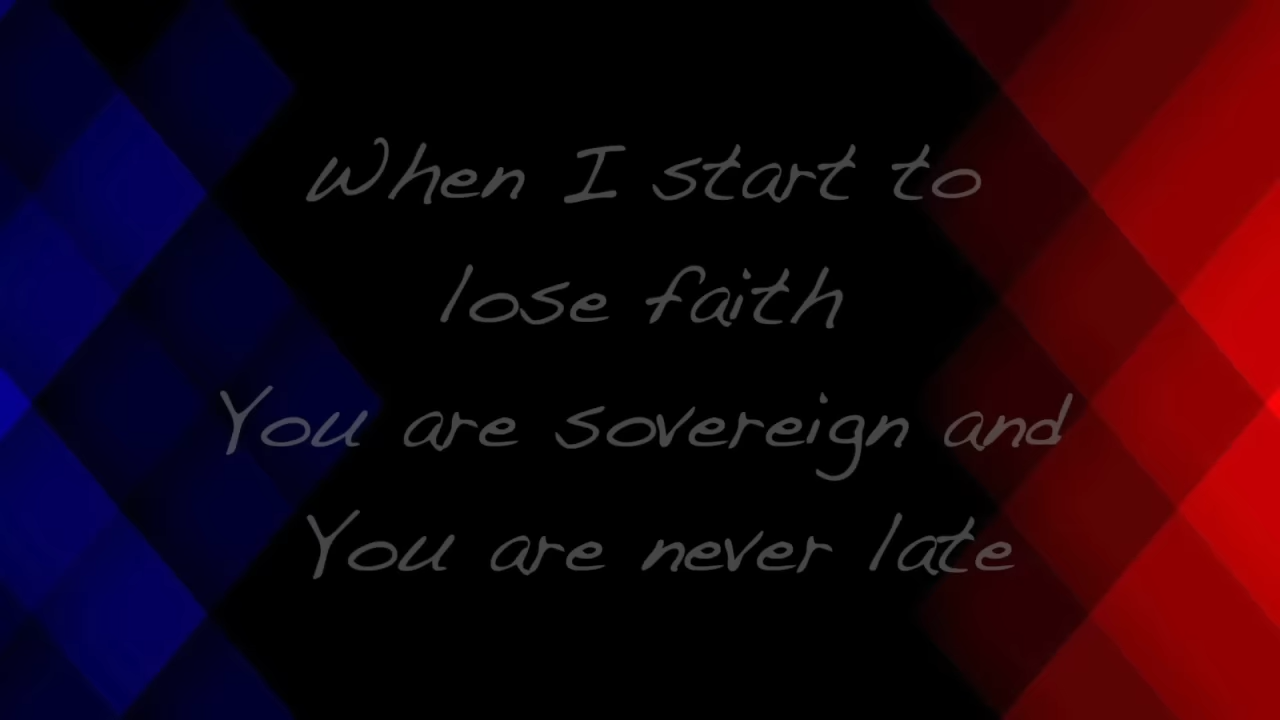 When I start to
lose faith
You are sovereign and
You are never late